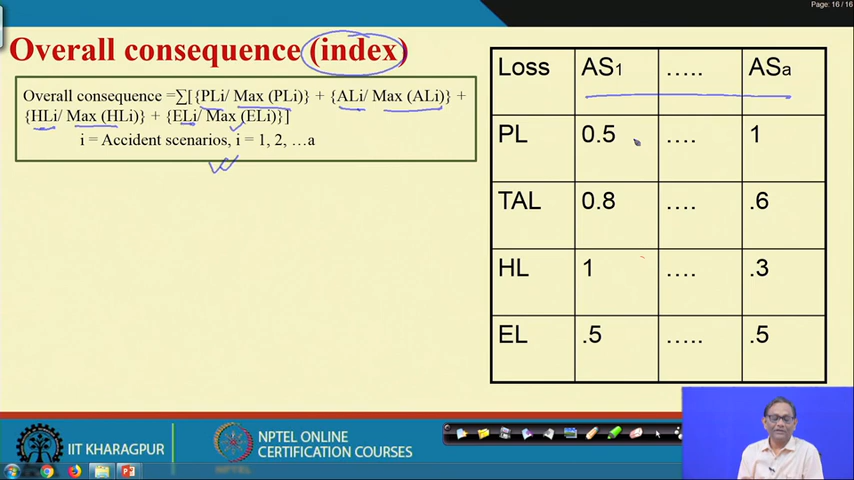 Page: 16 / 16
Overall consequence (index)
Overall consequence =∑[{PLi/ Max (PLi)} + {ALi/ Max (ALi)} +
{HLi/ Max (HLi)} + {ELi/ Max (ELi)}]
i = Accident scenarios, i = 1, 2, …a
Loss AS1 ….. ASa
PL 0.5 …. 1
TAL 0.8 …. .6
HL 1 …. .3
EL .5 ….. .5
IIT KHARAGPUR
NPTEL ONLINE
CERTIFICATION COURSES
NPTEL